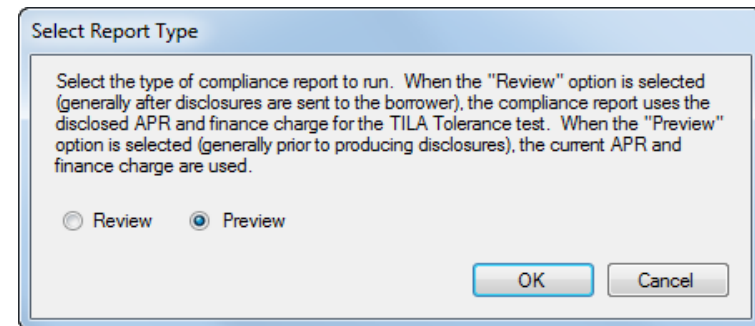 Select Report Type
Select the type of compliance report to run. When the "Review" option is selected
(generally after disclosures are sent to the borrower), the compliance report uses the
disclosed APR and finance charge for the TILA Tolerance test. When the "Preview"
option is selected (generally prior to producing disclosures), the current APR and
finance charge are used.
Review Preview
OK Cancel